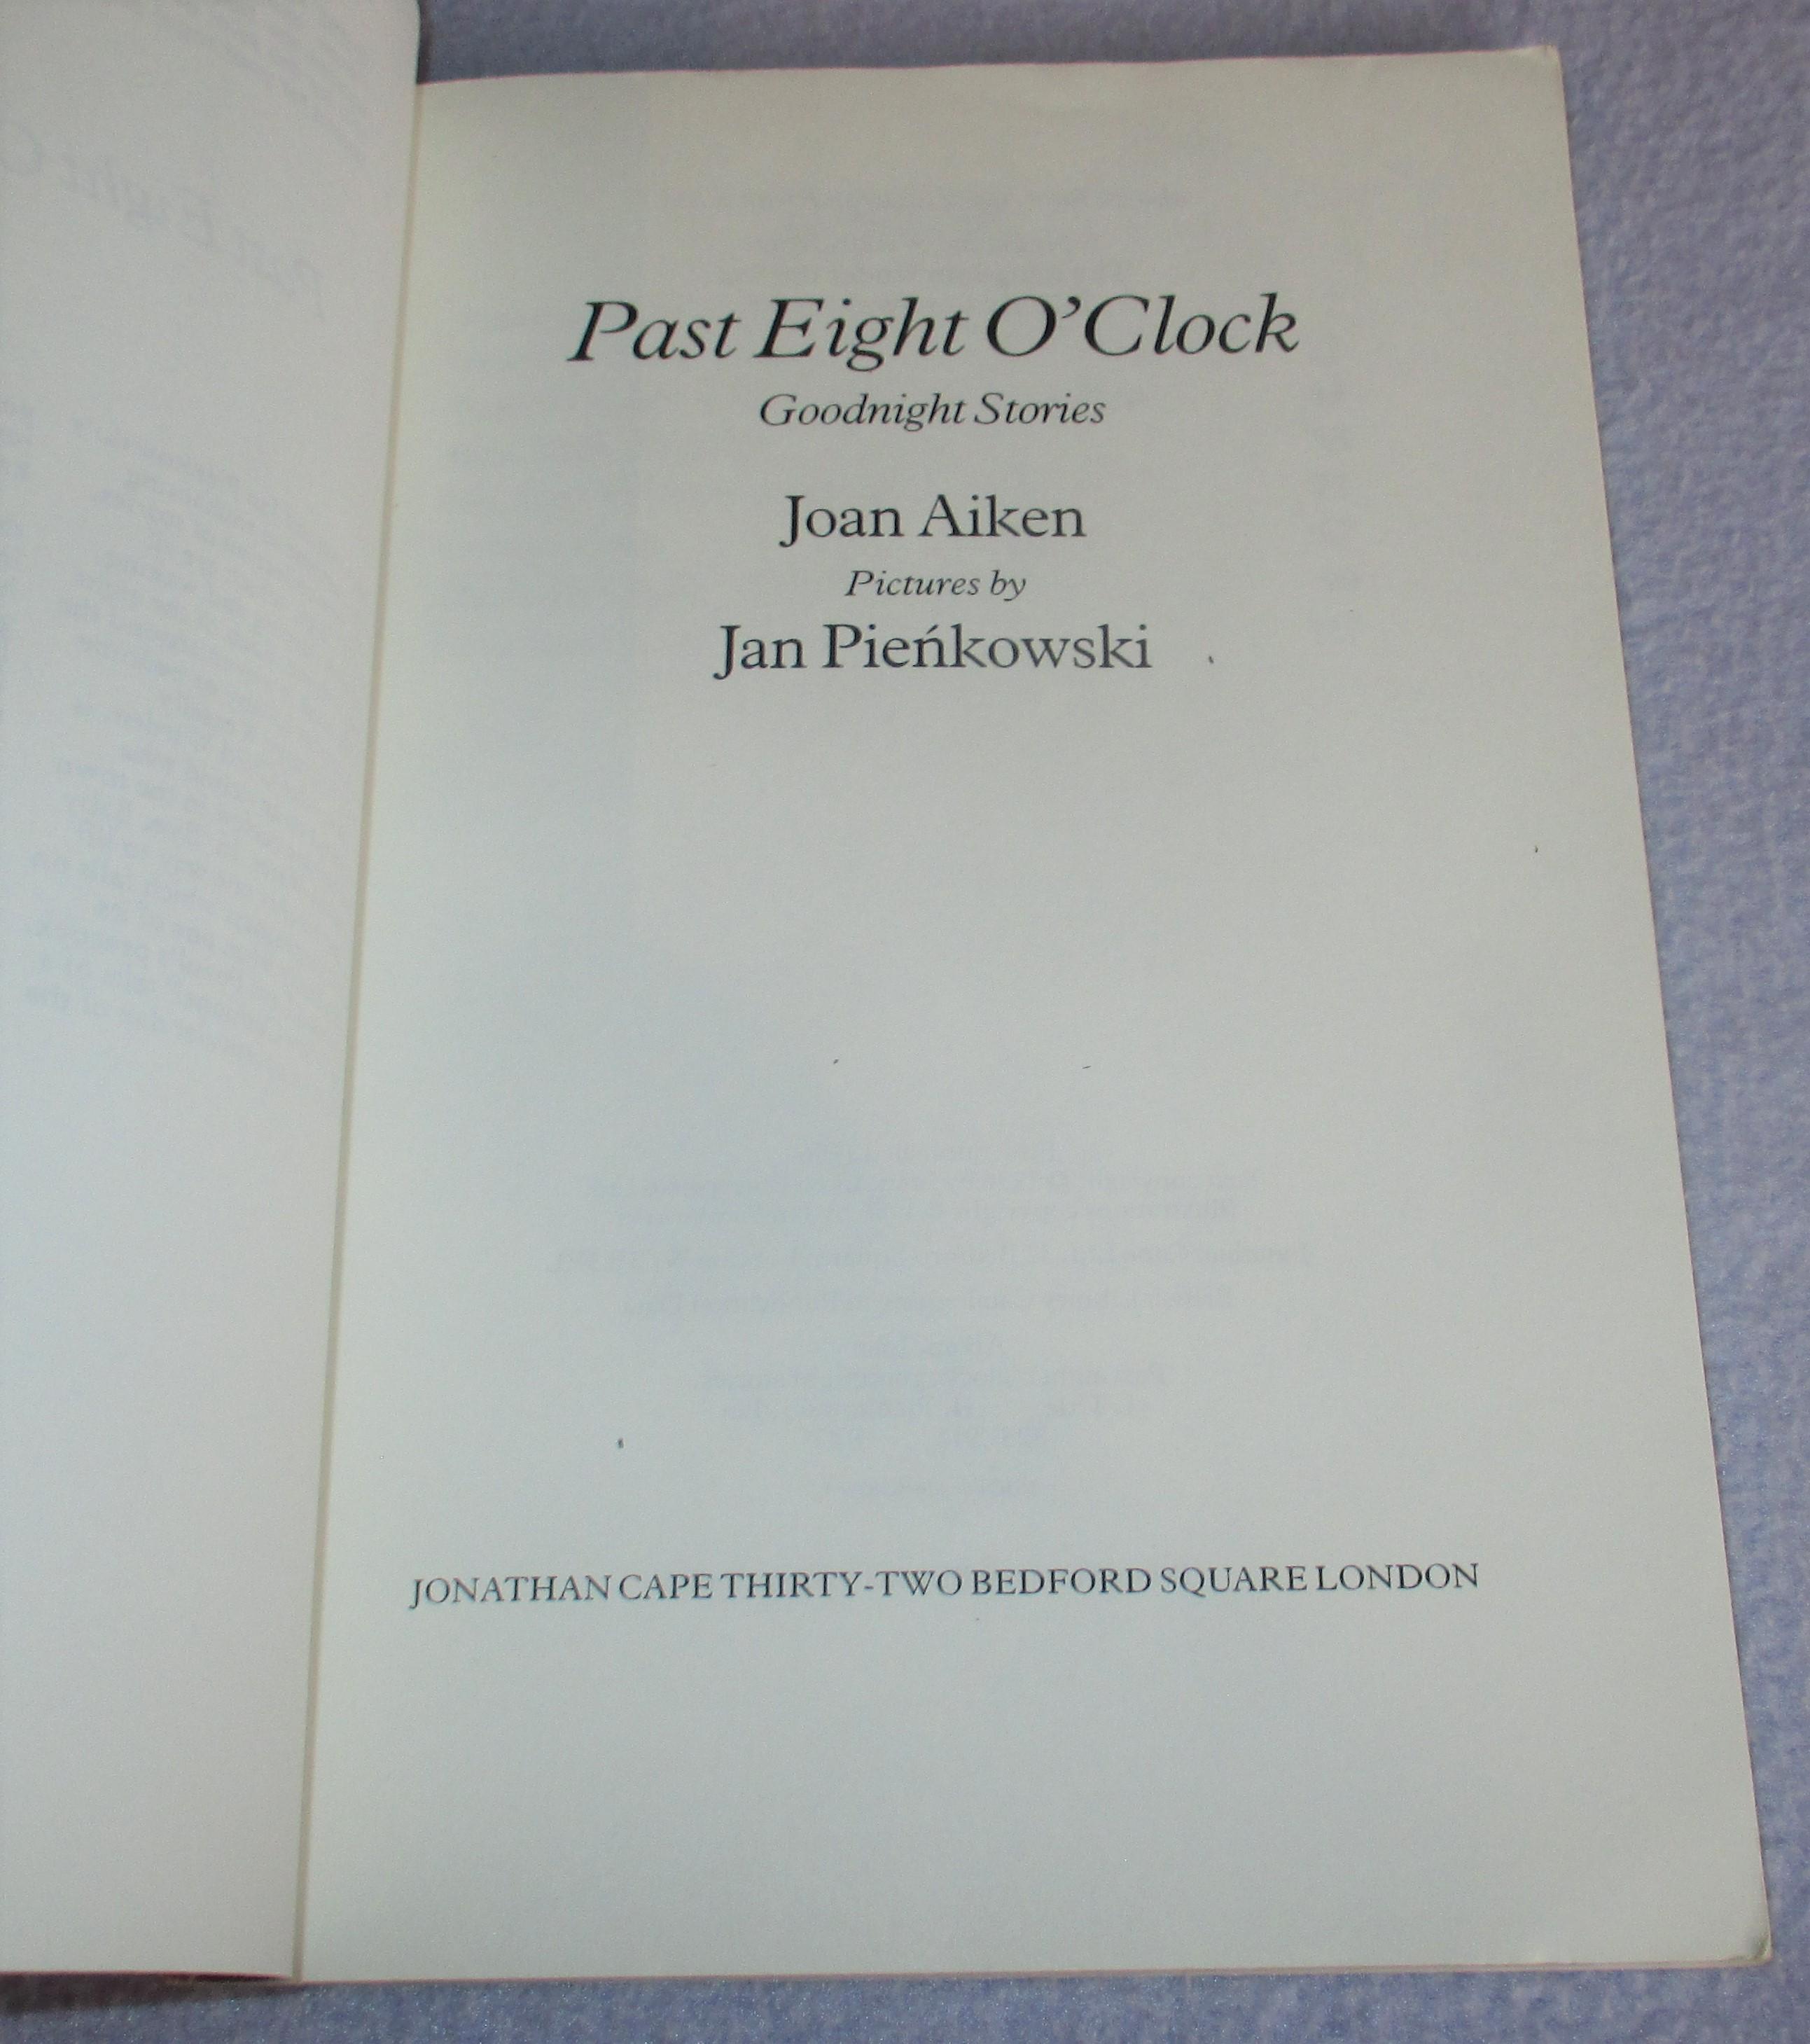 Past Eight O'Clock
Goodnight Stories
Joan Aiken
Pictures by
Jan Pieńkowski
JONATHAN CAPE THIRTY-TWO BEDFORD SQUARE LONDON